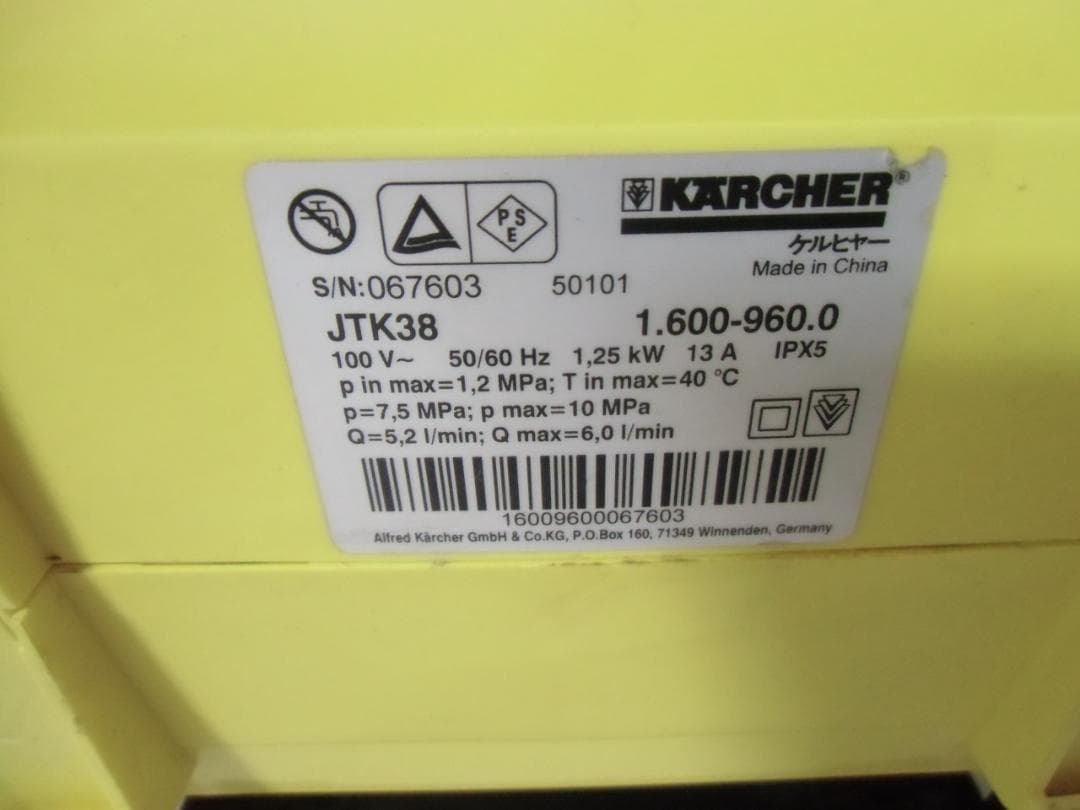 PSE
KÄRCHER®
ケルヒャー
Made in China
S/N:067603 50101
JTK38 1.600-960.0
100 V~ 50/60 Hz 1,25 kW 13 A IPX5
p in max=1,2 MPa; T in max=40 °C
p=7,5 MPa; p max=10 MPa
Q=5,2 l/min; Q max=6,0 l/min
16009600067603
Alfred Kärcher GmbH & Co.KG, P.O.Box 160, 71349 Winnenden, Germany